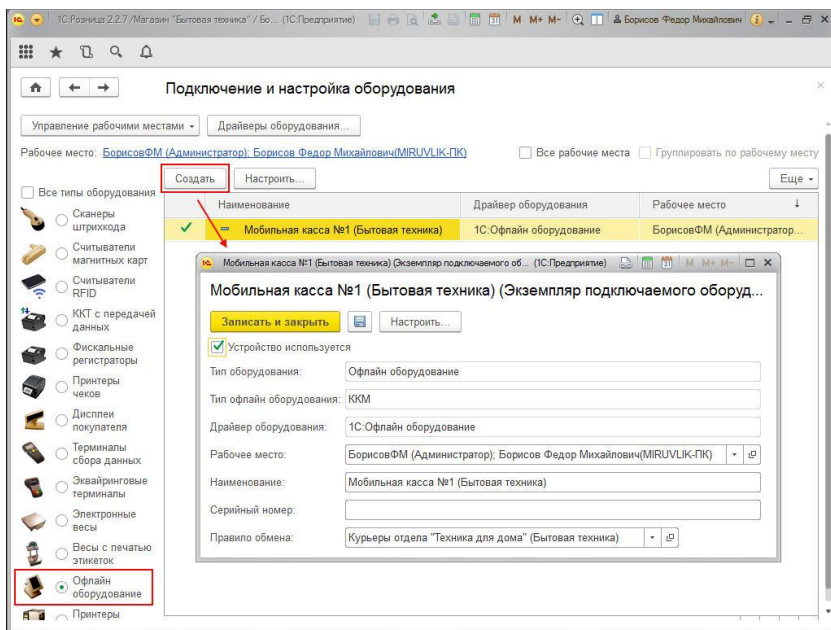 1С:Розница 2.2.7 /Магазин "Бытовая техника" / Бо... (1С:Предприятие) M M+ M- Борисов Федор Михайлович
Подключение и настройка оборудования
Управление рабочими местами Драйверы оборудования...
Рабочее место: БорисовФМ (Администратор); Борисов Федор Михайлович(MIRUVLIK-ПК) Все рабочие места Группировать по рабочему месту
Создать Настроить... Еще
Все типы оборудования
Наименование Драйвер оборудования Рабочее место
Мобильная касса №1 (Бытовая техника) 1С:Офлайн оборудование БорисовФМ (Администратор...
Сканеры
штрихкода
Считыватели
магнитных карт
Считыватели
RFID
ККТ с передачей
данных
Фискальные
регистраторы
Принтеры
чеков
Дисплеи
покупателя
Терминалы
сбора данных
Эквайринговые
терминалы
Электронные
весы
Весы с печатью
этикеток
Офлайн
оборудование
Принтеры
Мобильная касса №1 (Бытовая техника) (Экземпляр подключаемого об... (1С:Предприятие) M M+ M-
Мобильная касса №1 (Бытовая техника) (Экземпляр подключаемого оборуд...
Записать и закрыть Настроить...
Устройство используется
Тип оборудования: Офлайн оборудование
Тип офлайн оборудования: ККМ
Драйвер оборудования: 1С:Офлайн оборудование
Рабочее место: БорисовФМ (Администратор); Борисов Федор Михайлович(MIRUVLIK-ПК)
Наименование: Мобильная касса №1 (Бытовая техника)
Серийный номер:
Правило обмена: Курьеры отдела "Техника для дома" (Бытовая техника)